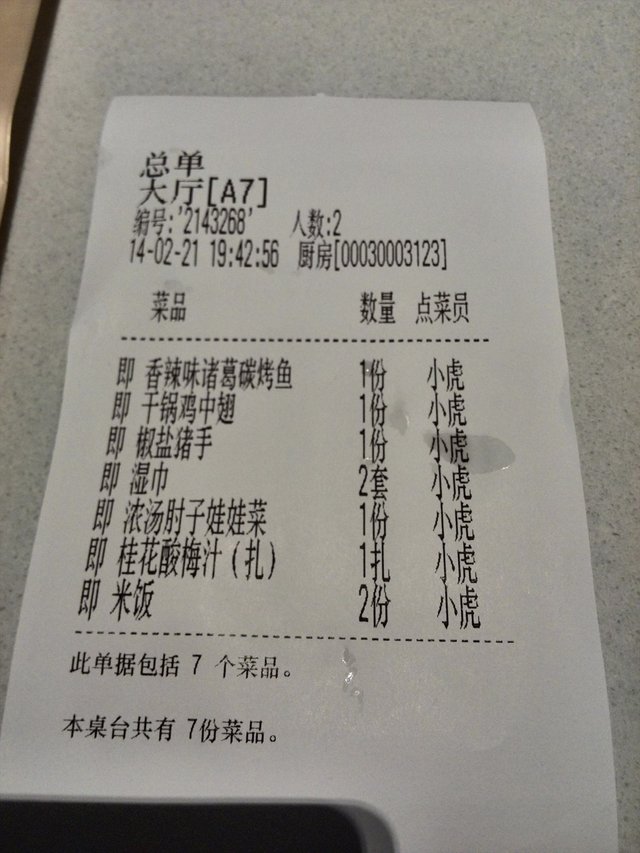 总单
大厅[A7]
编号:'2143268' 人数:2
14-02-21 19:42:56 厨房[00030003123]
菜品 数量 点菜员
即 香辣味诸葛碳烤鱼 1份 小虎
即 干锅鸡中翅 1份 小虎
即 椒盐猪手 1份 小虎
即 湿巾 2套 小虎
即 浓汤肘子娃娃菜 1份 小虎
即 桂花酸梅汁(扎) 1扎 小虎
即 米饭 2份 小虎
此单据包括 7 个菜品。
本桌台共有 7份菜品。